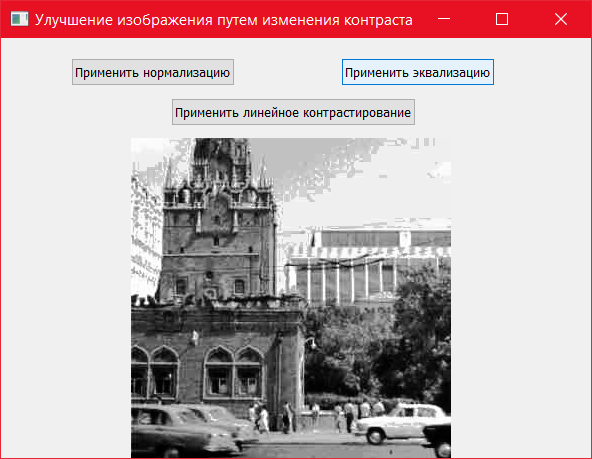 Улучшение изображения путем изменения контраста
Применить нормализацию
Применить эквализацию
Применить линейное контрастирование